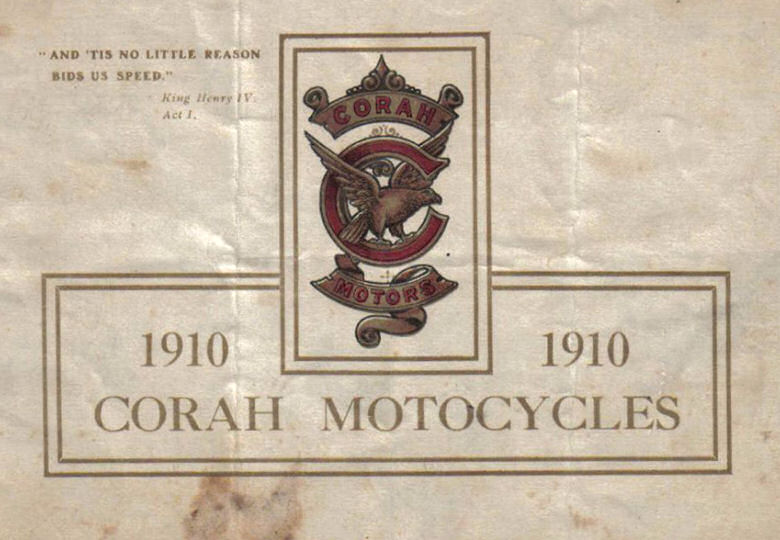 "AND 'TIS NO LITTLE REASON
BIDS US SPEED."
King Henry IV.
Act I.
CORAH
MOTORS
1910 1910
CORAH MOTOCYCLES